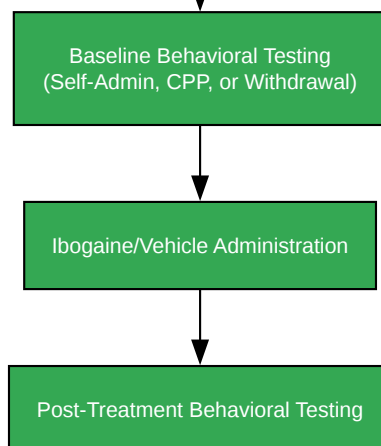 Baseline Behavioral Testing
(Self-Admin, CPP, or Withdrawal)
Ibogaine/Vehicle Administration
Post-Treatment Behavioral Testing